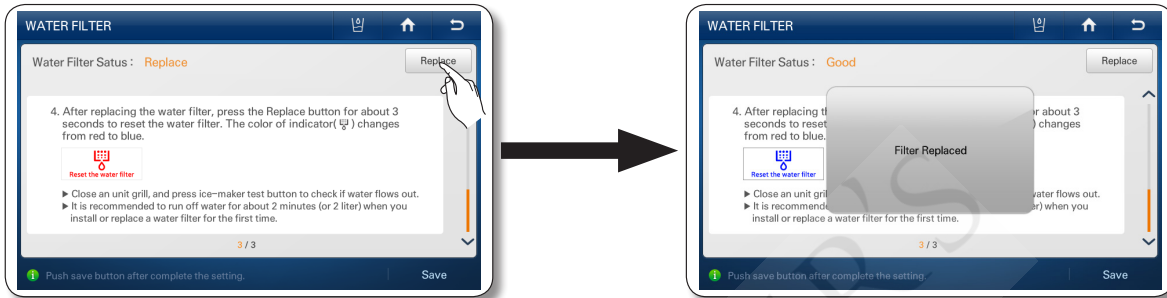 WATER FILTER
Water Filter Satus : Replace
Replace
4. After replacing the water filter, press the Replace button for about 3
seconds to reset the water filter. The color of indicator( ) changes
from red to blue.
Reset the water filter
▶ Close an unit grill, and press ice-maker test button to check if water flows out.
▶ It is recommended to run off water for about 2 minutes (or 2 liter) when you
install or replace a water filter for the first time.
3 / 3
Push save button after complete the setting.
Save
WATER FILTER
Water Filter Satus : Good
Replace
4. After replacing t
r about 3
seconds to reset
) changes
from red to blue.
Filter Replaced
Reset the water filter
▶ Close an unit gril
water flows out.
▶ It is recommende
er) when you
install or replace a water filter for the first time.
3 / 3
Push save button after complete the setting.
Save